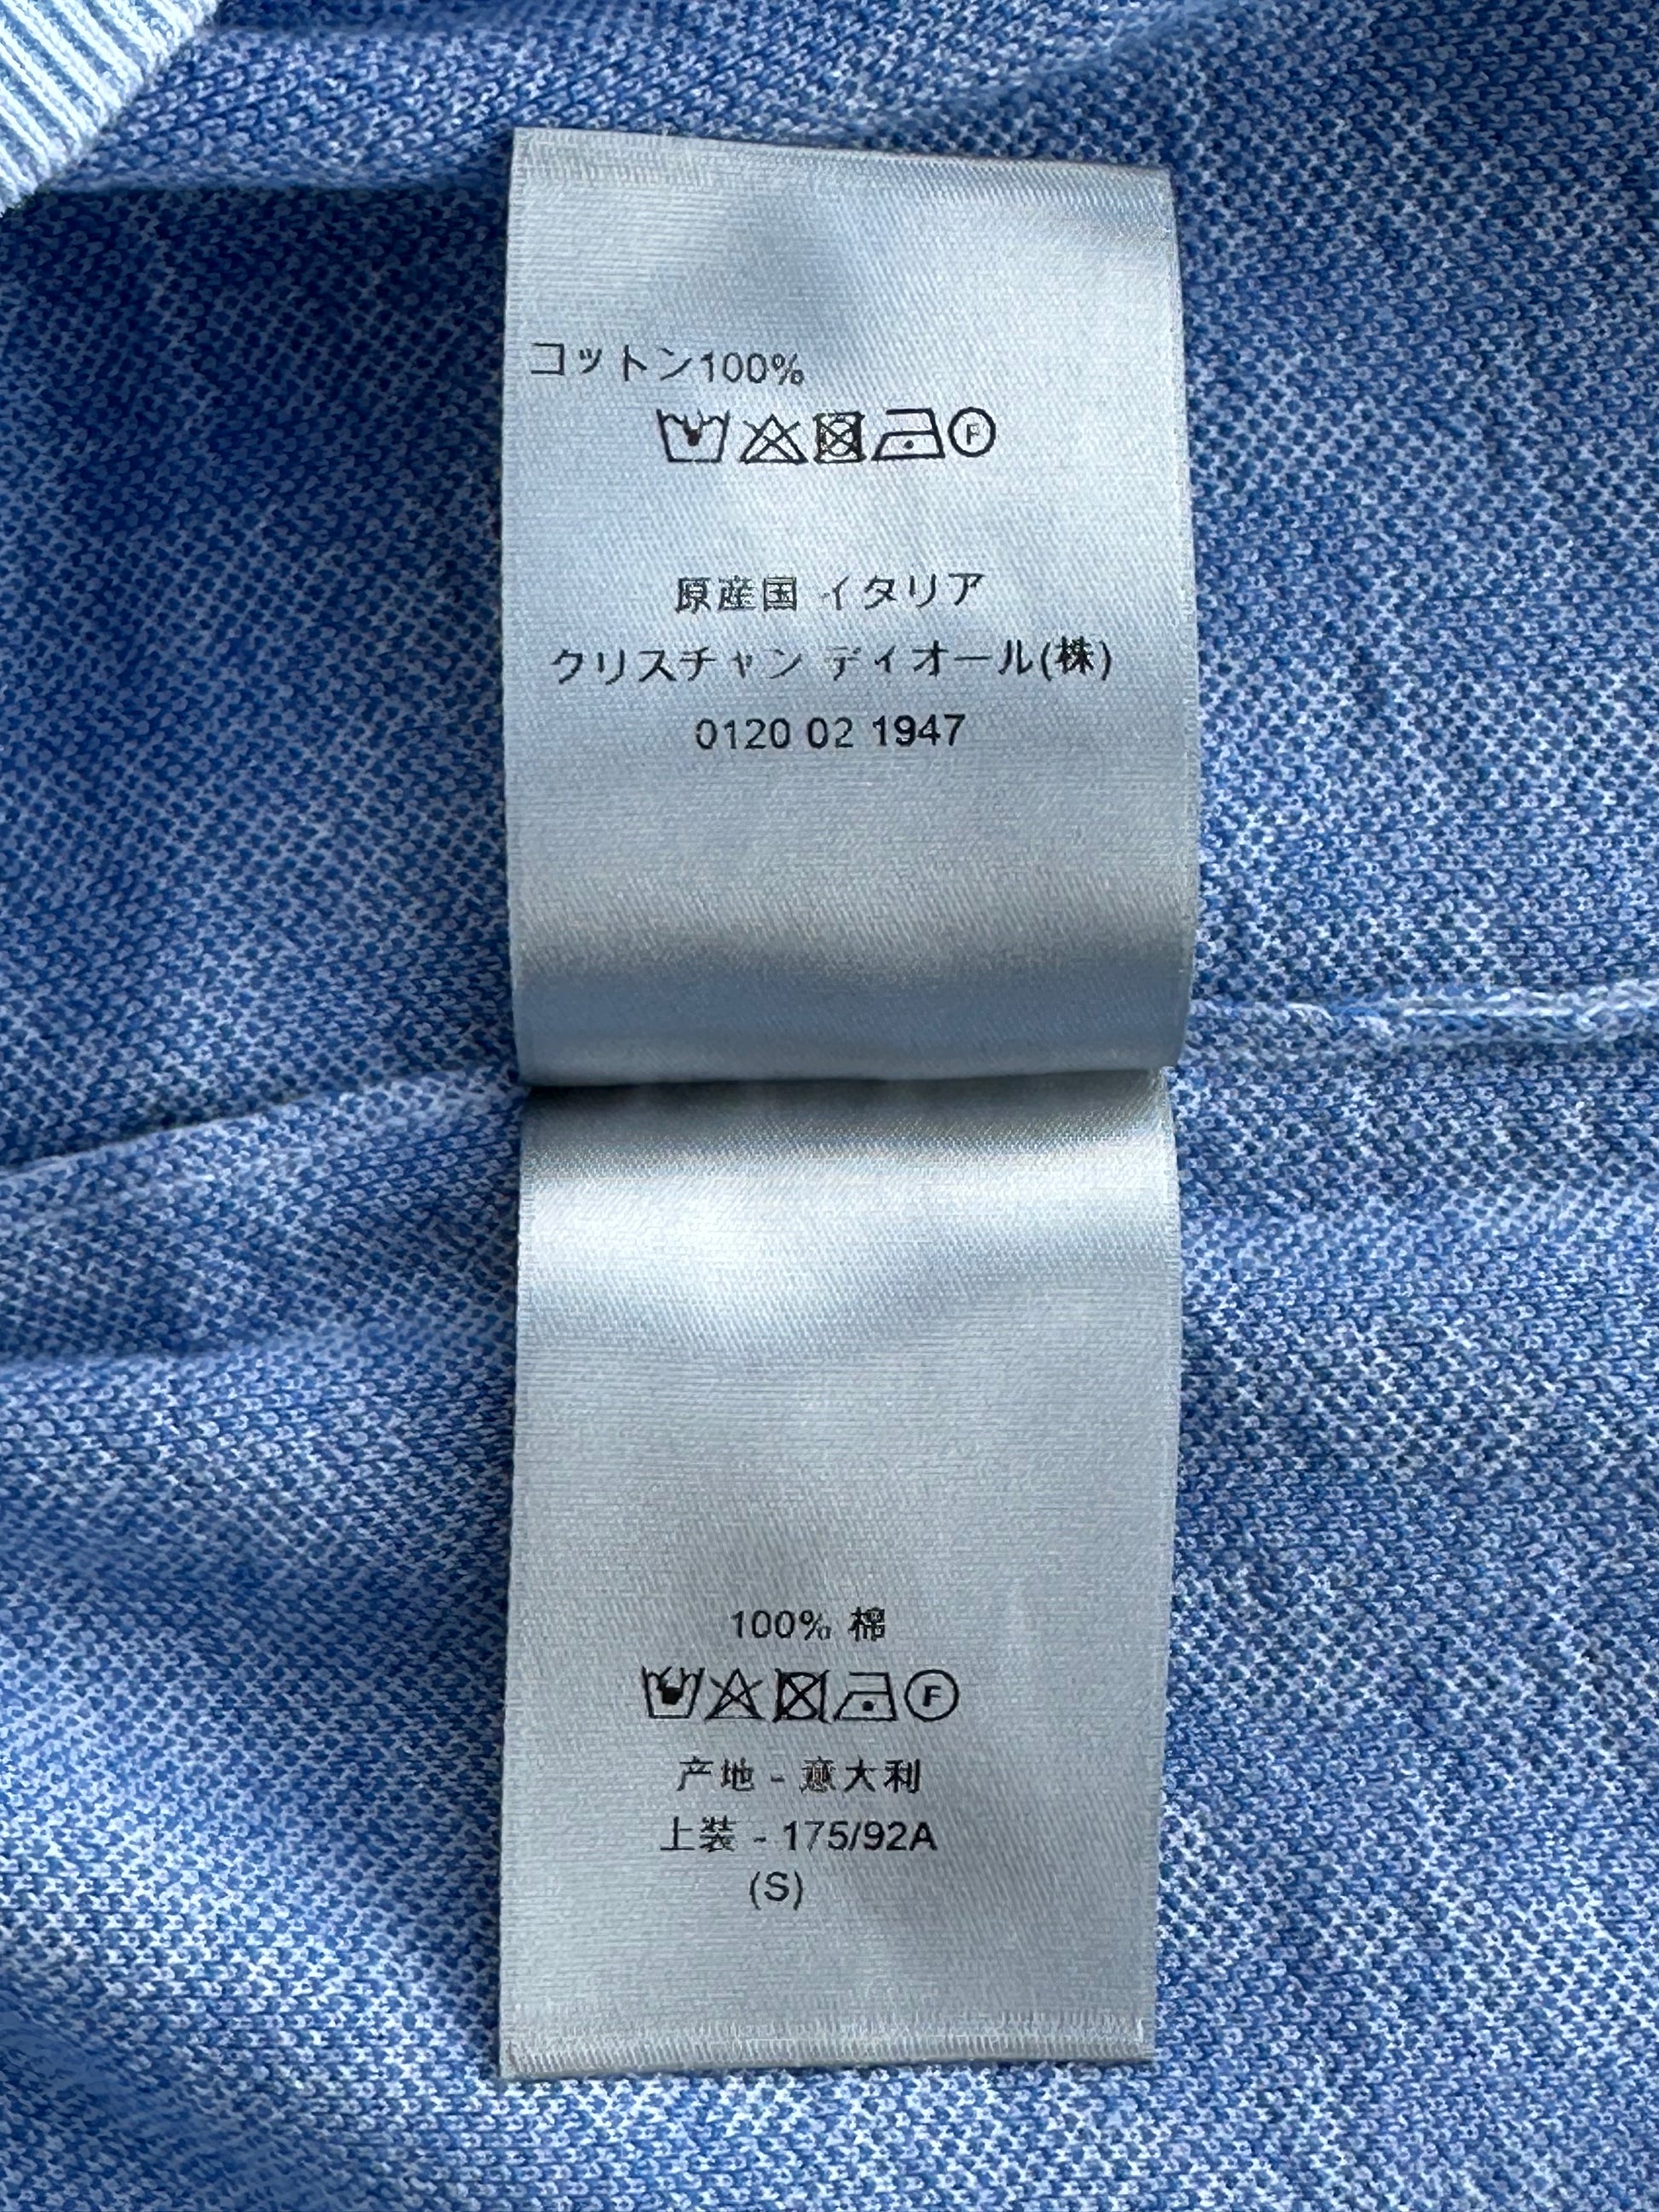 コットン100%
F
原産国 イタリア
クリスチャン ディオール(株)
0120 02 1947
100% 棉
F
产地 - 意大利
上装 - 175/92A
(S)